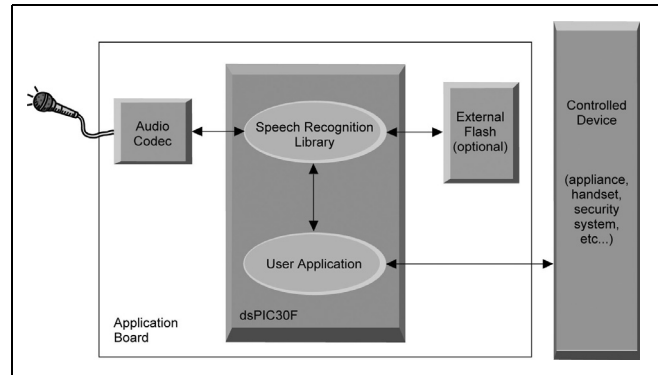 Audio
Codec
Speech Recognition
Library
External
Flash
(optional)
Controlled
Device
(appliance,
handset,
security
system,
etc...)
User Application
dsPIC30F
Application
Board